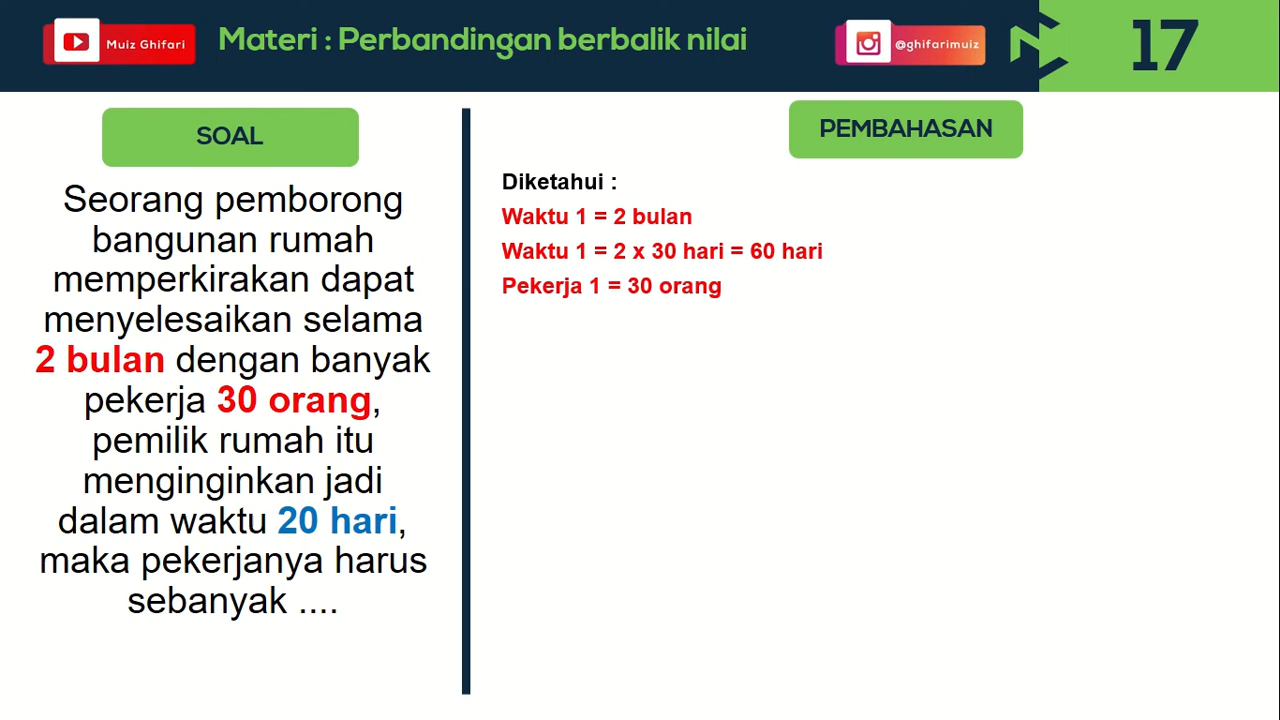 Muiz Ghifari
Materi : Perbandingan berbalik nilai
@ghifarimuiz
17
SOAL
Seorang pemborong
bangunan rumah
memperkirakan dapat
menyelesaikan selama
2 bulan dengan banyak
pekerja 30 orang,
pemilik rumah itu
menginginkan jadi
dalam waktu 20 hari,
maka pekerjanya harus
sebanyak ....
PEMBAHASAN
Diketahui :
Waktu 1 = 2 bulan
Waktu 1 = 2 x 30 hari = 60 hari
Pekerja 1 = 30 orang